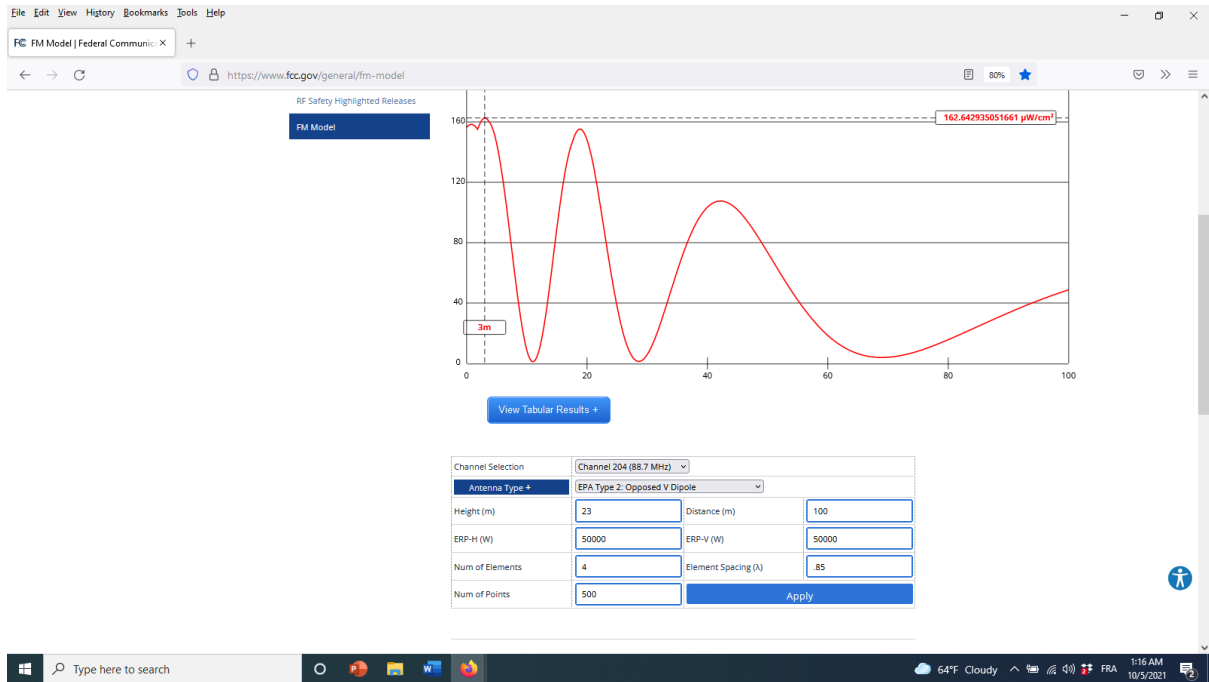 File Edit View History Bookmarks Tools Help
FM Model | Federal Communic
https://www.fcc.gov/general/fm-model
80%
RF Safety Highlighted Releases
FM Model
160
162.642935051661 µW/cm²
120
80
40
3m
0
0 20 40 60 80 100
View Tabular Results +
Channel Selection Channel 204 (88.7 MHz)
Antenna Type + EPA Type 2: Opposed V Dipole
Height (m) 23 Distance (m) 100
ERP-H (W) 50000 ERP-V (W) 50000
Num of Elements 4 Element Spacing (λ) .85
Num of Points 500 Apply
Type here to search
64°F Cloudy FRA 1:16 AM
10/5/2021
2